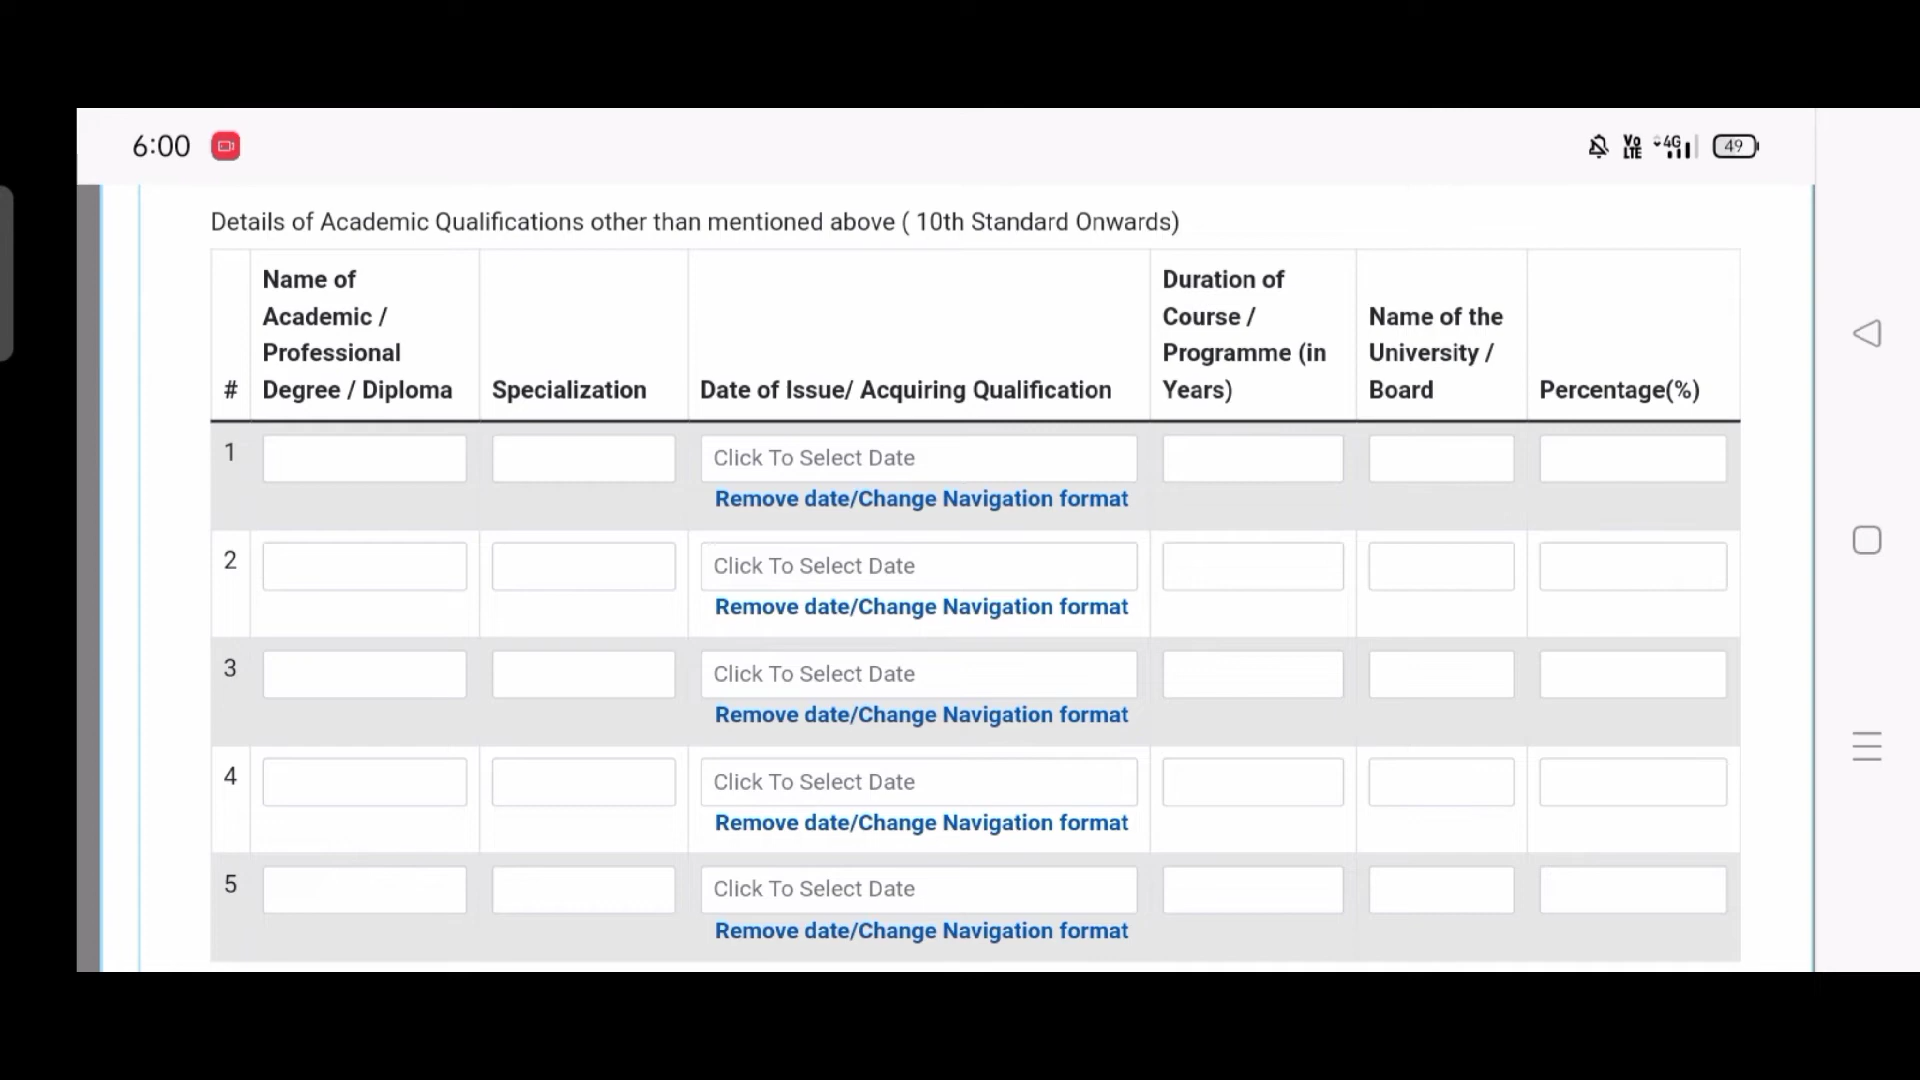 6:00
Vo LTE 4G 49
Details of Academic Qualifications other than mentioned above ( 10th Standard Onwards)
# Name of Academic / Professional Degree / Diploma Specialization Date of Issue/ Acquiring Qualification Duration of Course / Programme (in Years) Name of the University / Board Percentage(%)
1 Click To Select Date
Remove date/Change Navigation format
2 Click To Select Date
Remove date/Change Navigation format
3 Click To Select Date
Remove date/Change Navigation format
4 Click To Select Date
Remove date/Change Navigation format
5 Click To Select Date
Remove date/Change Navigation format